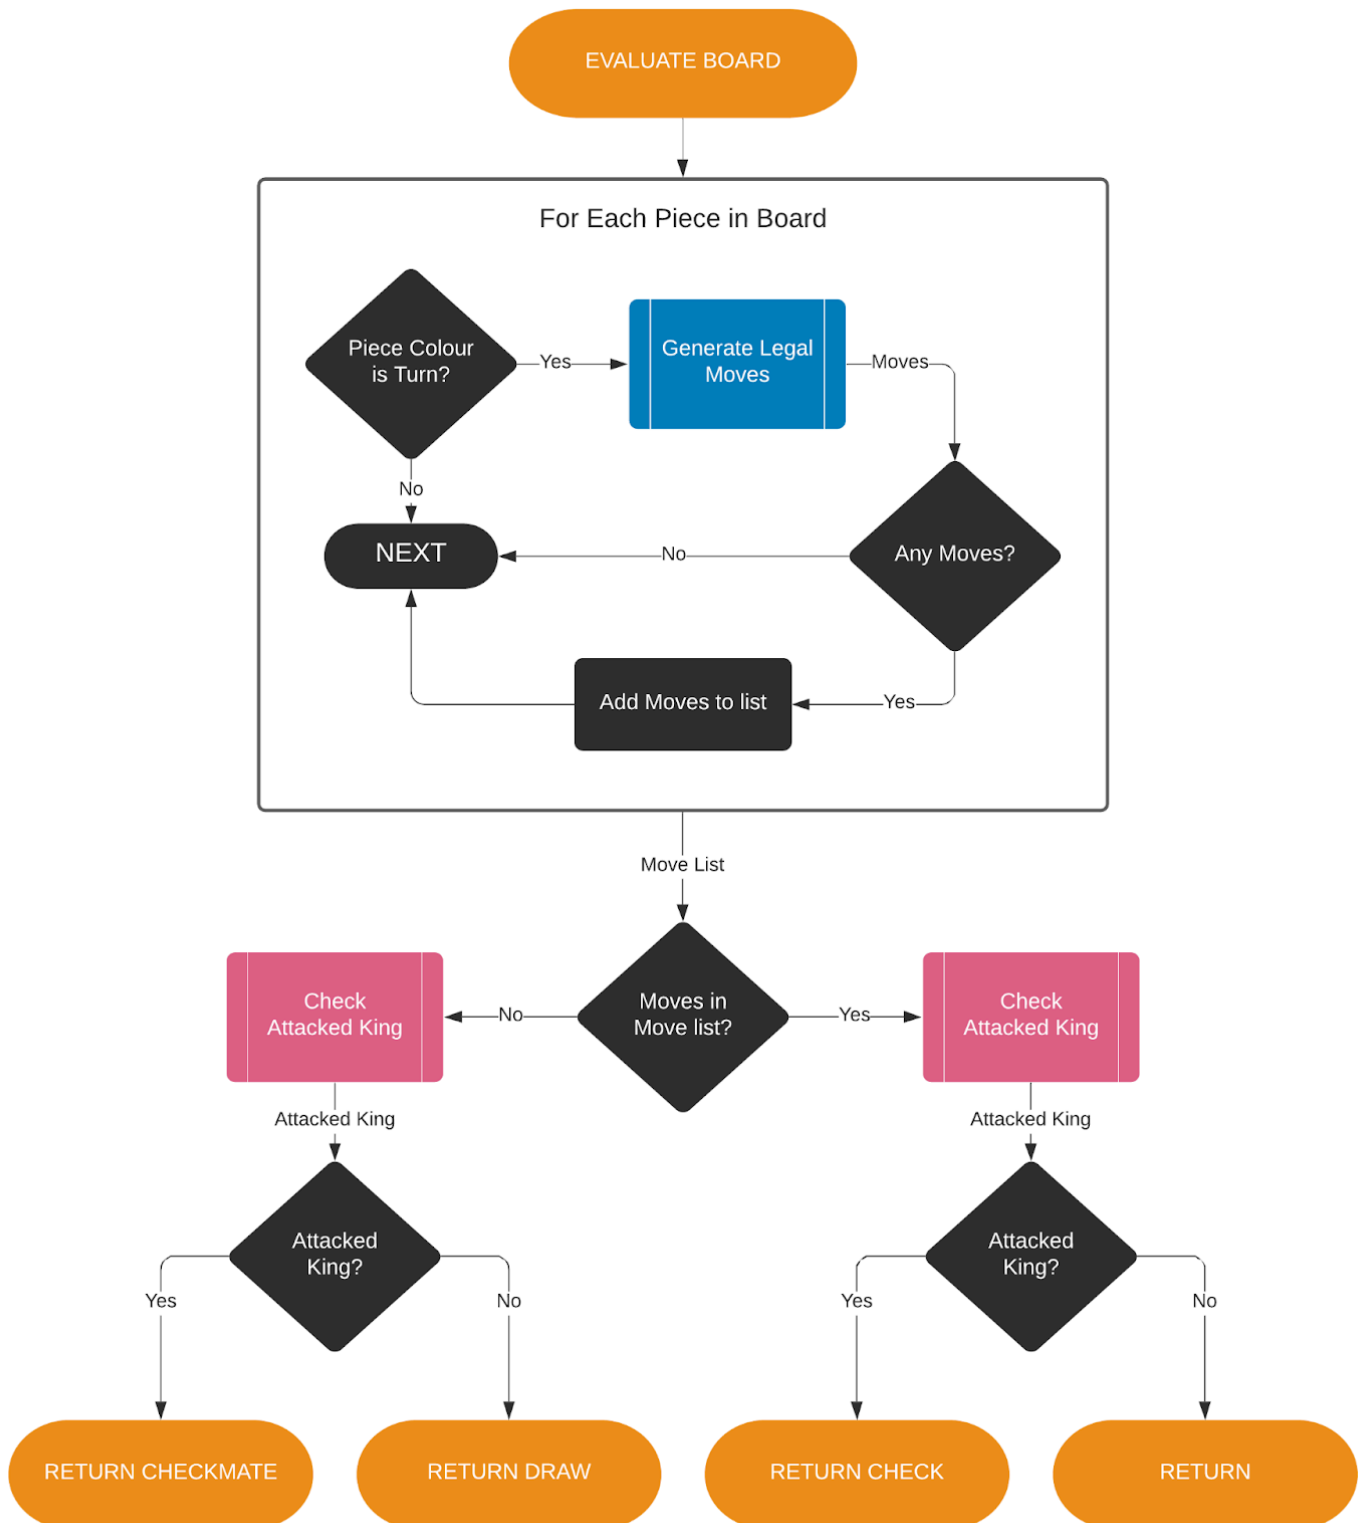 EVALUATE BOARD
For Each Piece in Board
Piece Colour
is Turn?
Yes
Generate Legal
Moves
Moves
No
NEXT
No
Any Moves?
Add Moves to list
Yes
Move List
Check
Attacked King
No
Moves in
Move list?
Yes
Check
Attacked King
Attacked King
Attacked King
Attacked
King?
Attacked
King?
Yes
No
Yes
No
RETURN CHECKMATE
RETURN DRAW
RETURN CHECK
RETURN